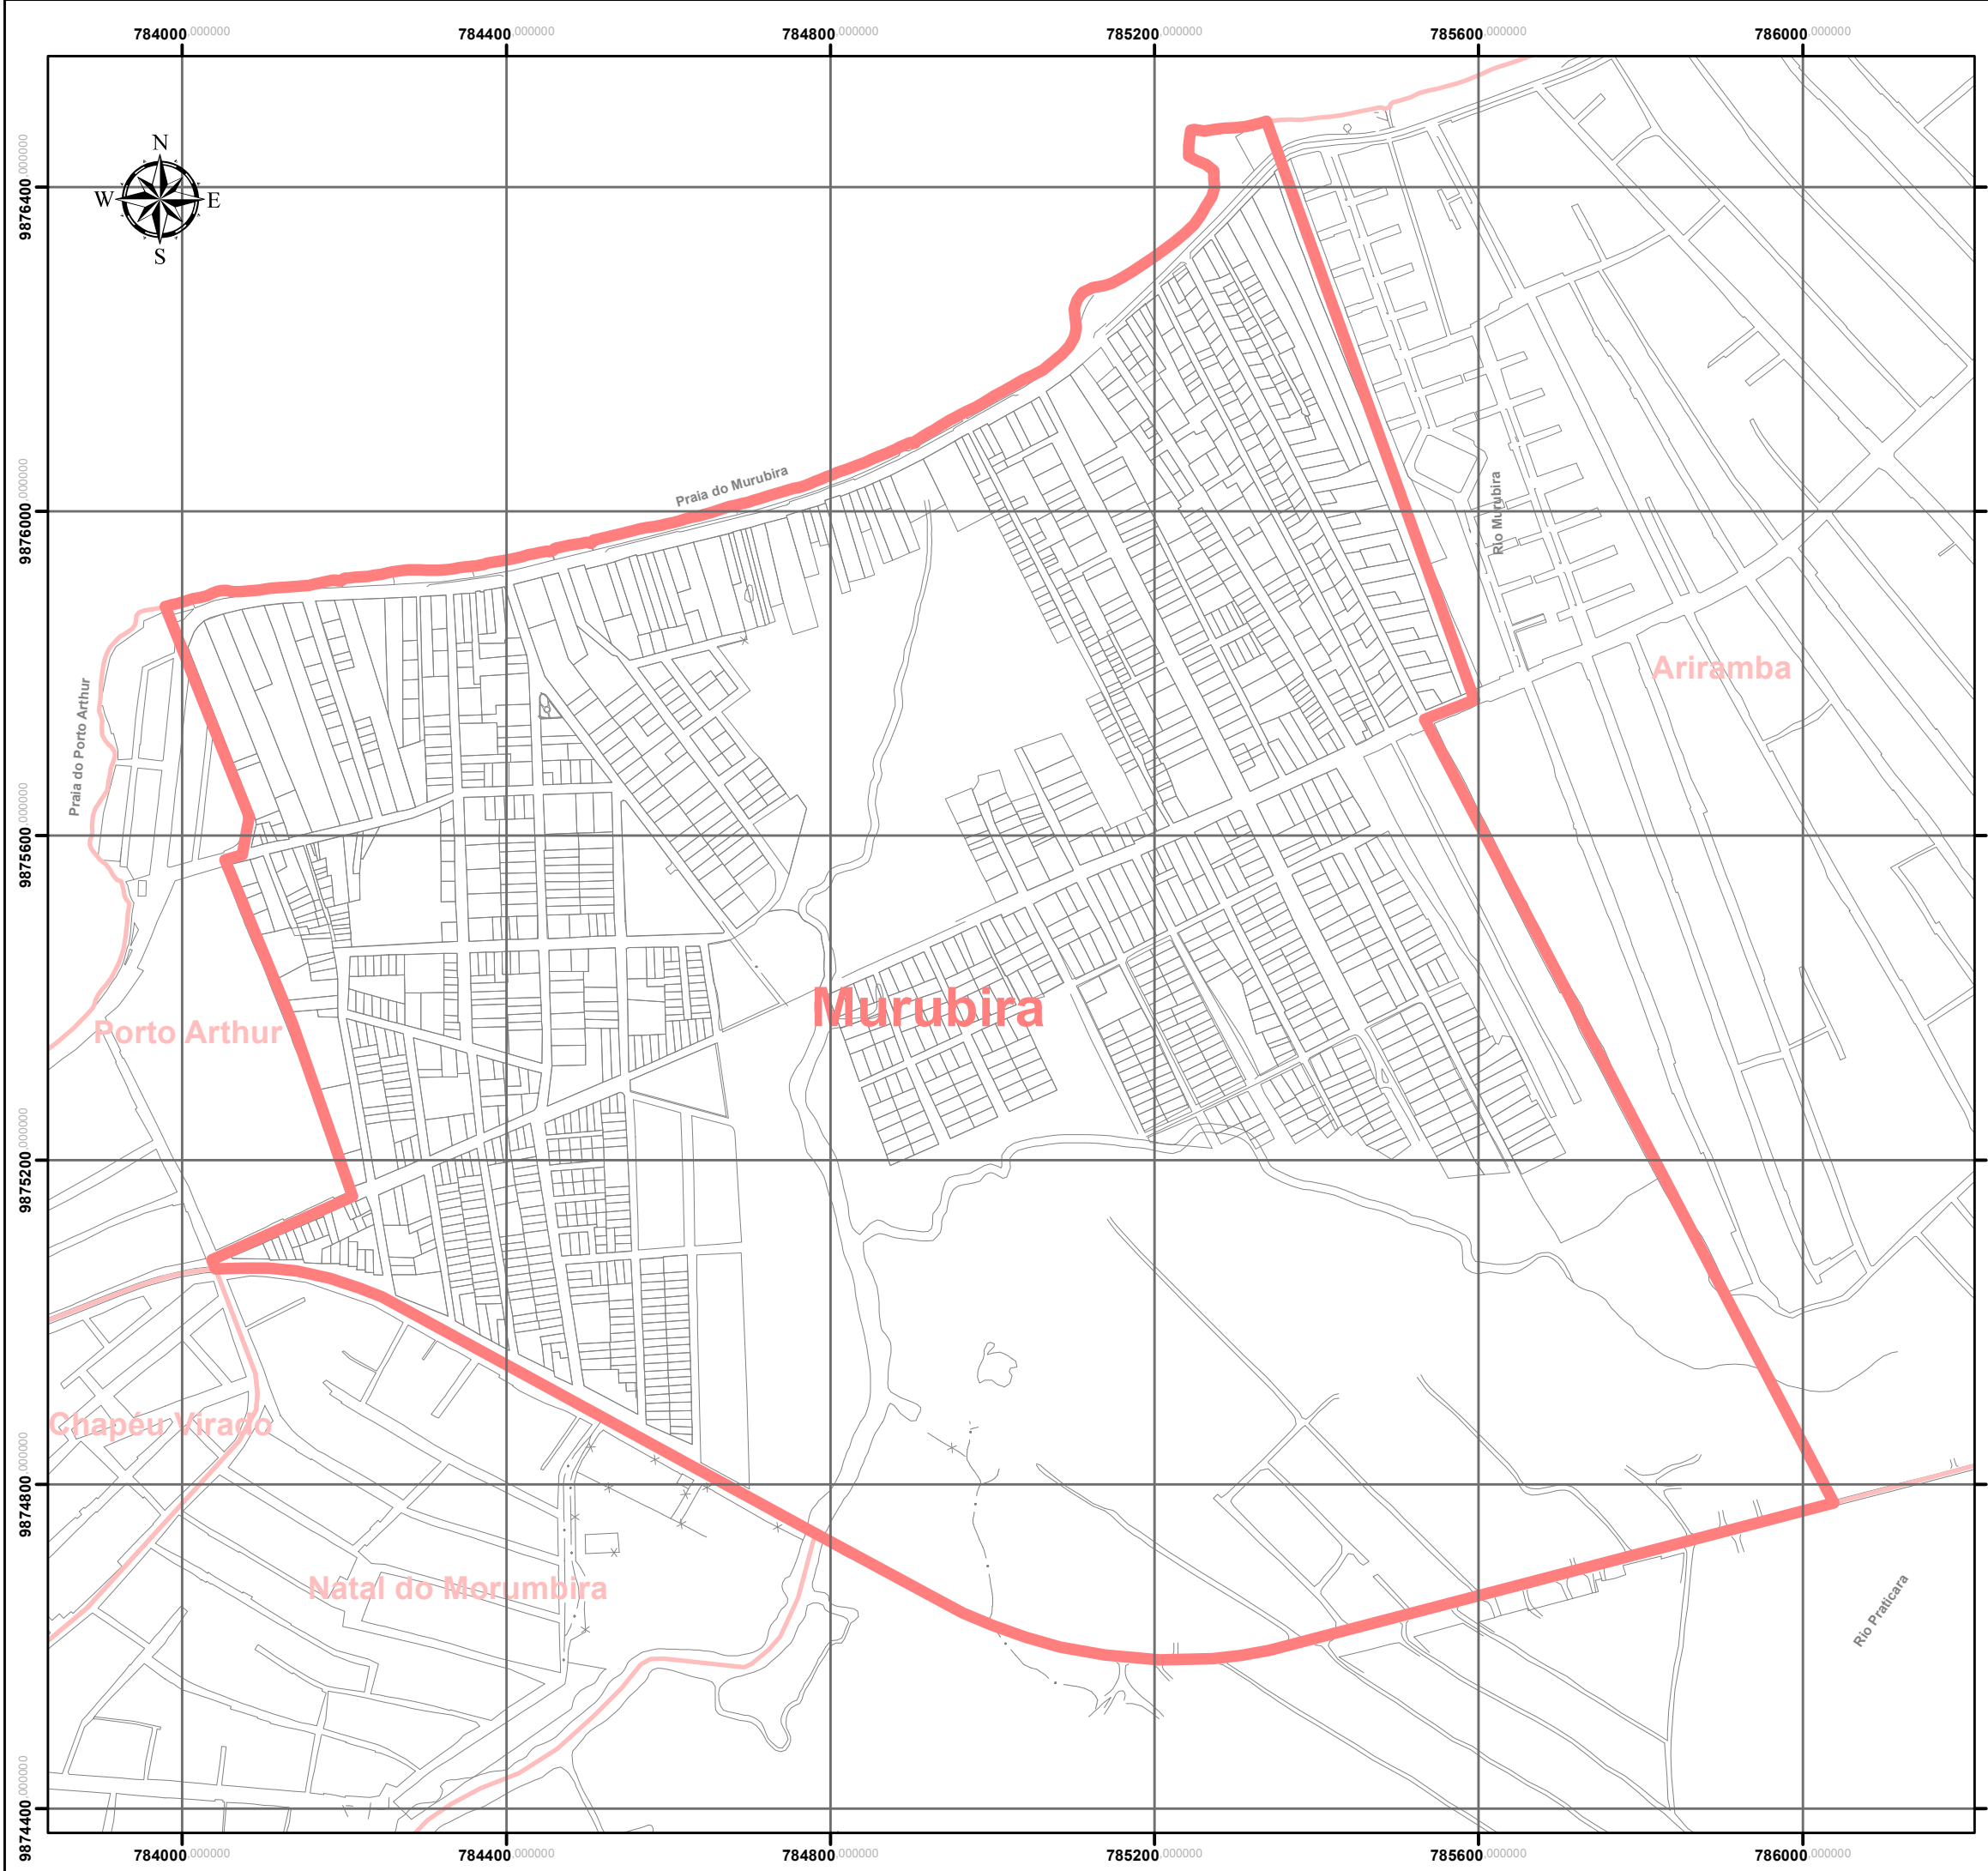 784000.000000 784400.000000 784800.000000 785200.000000 785600.000000 786000.000000
N
W E
S
9876400.000000
9876000.000000
9875600.000000
9875200.000000
9874800.000000
9874400.000000
Praia do Murubira
Rio Murubira
Ariramba
Praia do Porto Arthur
Murubira
Porto Arthur
Chapéu Virado
Natal do Morumbira
Rio Praticara
784000.000000 784400.000000 784800.000000 785200.000000 785600.000000 786000.000000